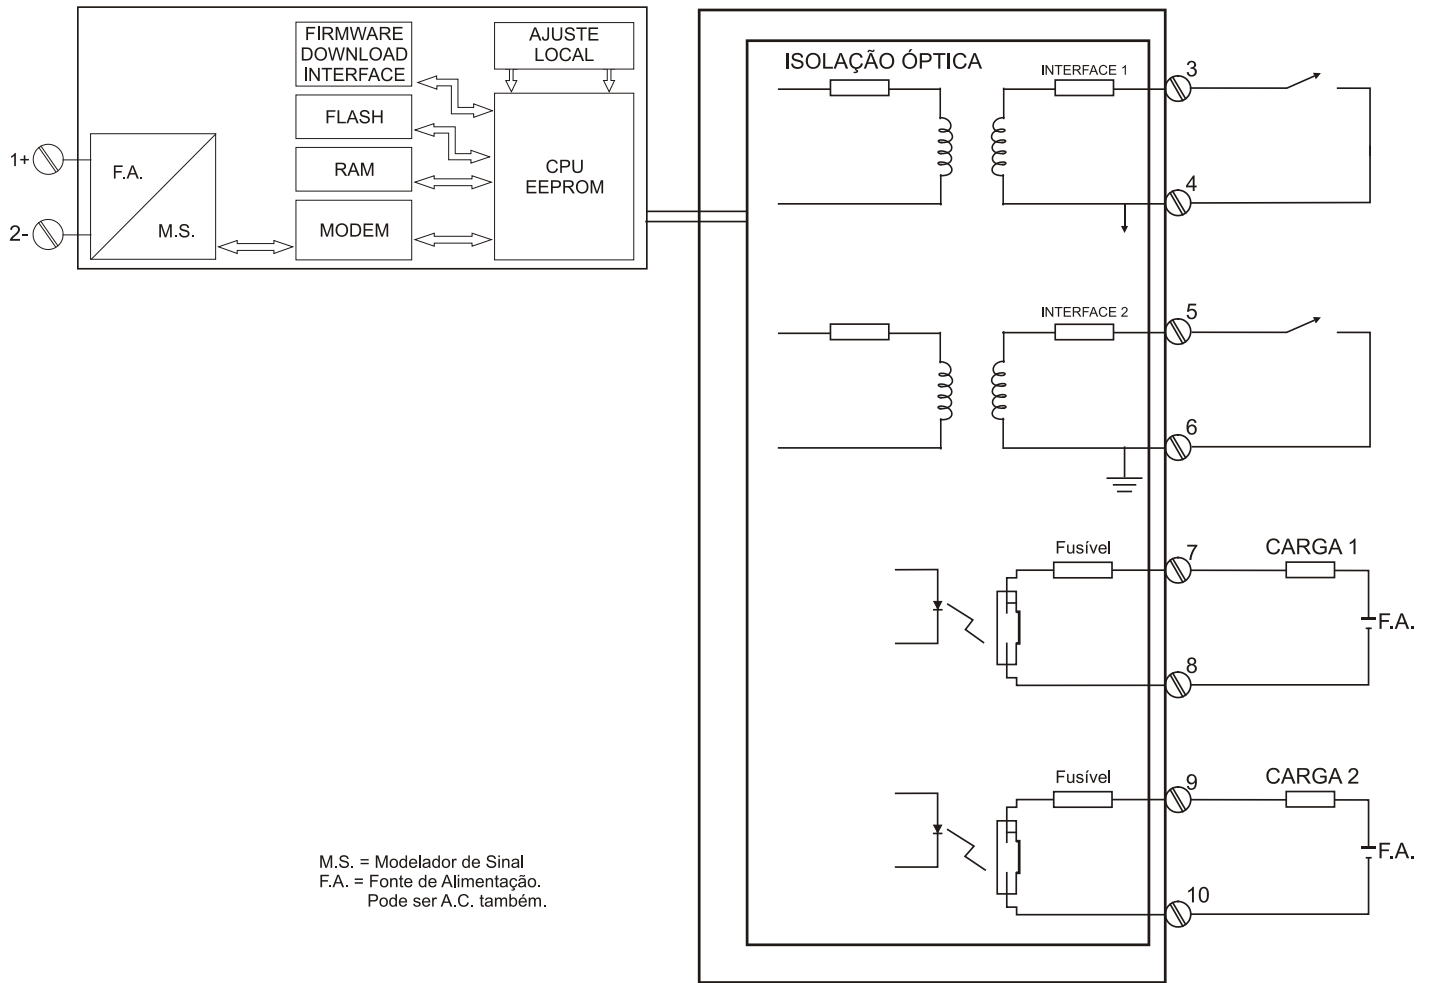 FIRMWARE
DOWNLOAD
INTERFACE
AJUSTE
LOCAL
FLASH
RAM
MODEM
CPU
EEPROM
1+
2-
F.A.
M.S.
ISOLAÇÃO ÓPTICA
INTERFACE 1
3
4
INTERFACE 2
5
6
Fusível
7
CARGA 1
F.A.
8
Fusível
9
CARGA 2
F.A.
10
M.S. = Modelador de Sinal
F.A. = Fonte de Alimentação.
Pode ser A.C. também.